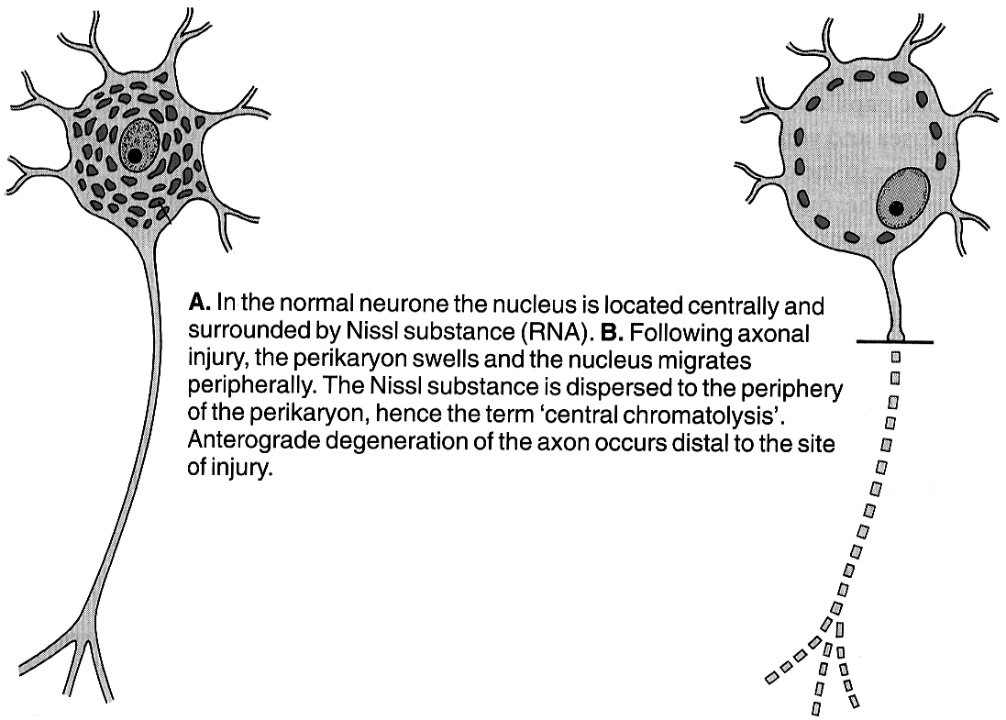 A. In the normal neurone the nucleus is located centrally and
surrounded by Nissl substance (RNA). B. Following axonal
injury, the perikaryon swells and the nucleus migrates
peripherally. The Nissl substance is dispersed to the periphery
of the perikaryon, hence the term ‘central chromatolysis’.
Anterograde degeneration of the axon occurs distal to the site
of injury.